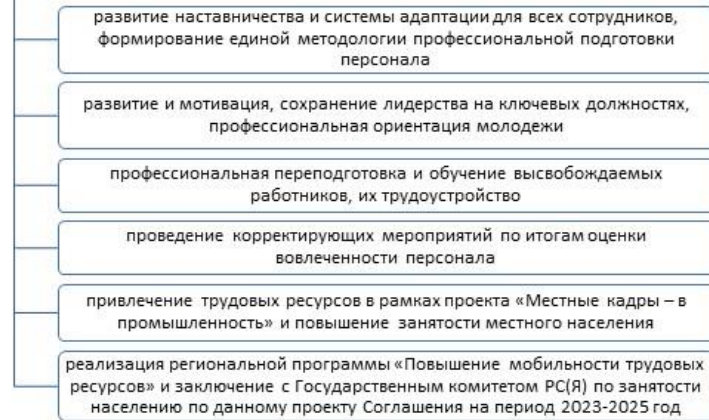 развитие наставничества и системы адаптации для всех сотрудников,
формирование единой методологии профессиональной подготовки
персонала
развитие и мотивация, сохранение лидерства на ключевых должностях,
профессиональная ориентация молодежи
профессиональная переподготовка и обучение высвобождаемых
работников, их трудоустройство
проведение корректирующих мероприятий по итогам оценки
вовлеченности персонала
привлечение трудовых ресурсов в рамках проекта «Местные кадры – в
промышленность» и повышение занятости местного населения
реализация региональной программы «Повышение мобильности трудовых
ресурсов» и заключение с Государственным комитетом РС(Я) по занятости
населению по данному проекту Соглашения на период 2023-2025 год